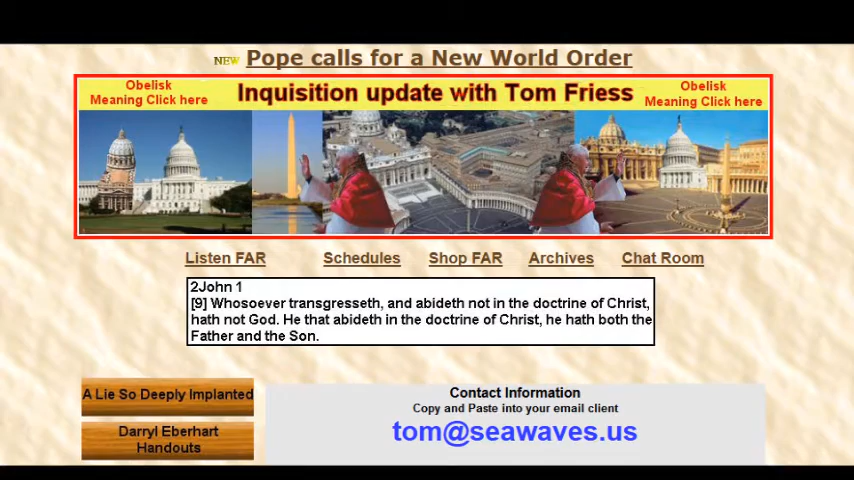 NEW Pope calls for a New World Order
Obelisk
Meaning Click here
Inquisition update with Tom Friess
Obelisk
Meaning Click here
Listen FAR Schedules Shop FAR Archives Chat Room
2John 1
[9] Whosoever transgresseth, and abideth not in the doctrine of Christ,
hath not God. He that abideth in the doctrine of Christ, he hath both the
Father and the Son.
A Lie So Deeply Implanted
Darryl Eberhart
Handouts
Contact Information
Copy and Paste into your email client
tom@seawaves.us